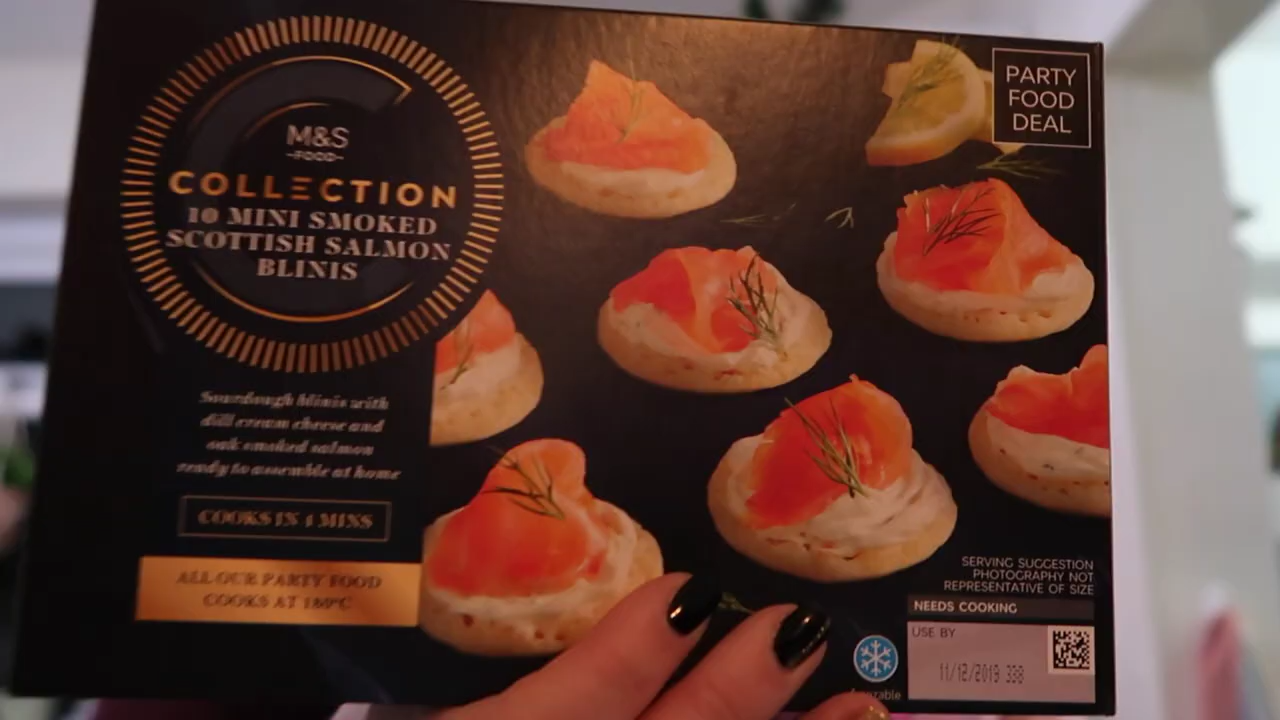 M&S
FOOD
COLLECTION
10 MINI SMOKED
SCOTTISH SALMON
BLINIS
Sourdough blinis with
dill cream cheese and
oak smoked salmon
ready to assemble at home
COOKS IN 4 MINS
ALL OUR PARTY FOOD
COOKS AT 180°C
PARTY
FOOD
DEAL
SERVING SUGGESTION
PHOTOGRAPHY NOT
REPRESENTATIVE OF SIZE
NEEDS COOKING
USE BY
11/12/2019 338